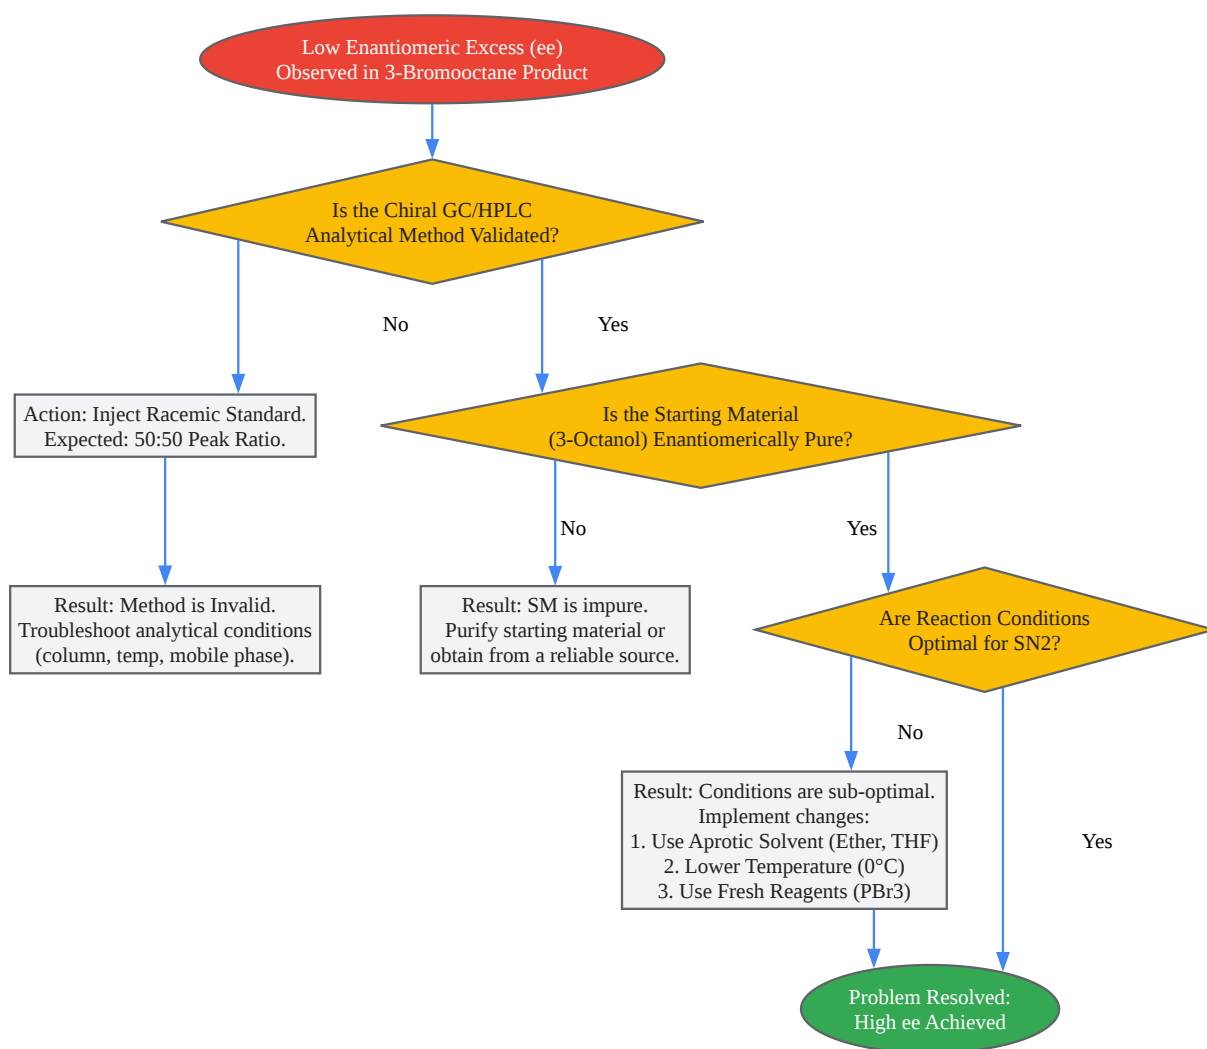 Low Enantiomeric Excess (ee)
Observed in 3-Bromooctane Product
Is the Chiral GC/HPLC
Analytical Method Validated?
No
Yes
Action: Inject Racemic Standard.
Expected: 50:50 Peak Ratio.
Is the Starting Material
(3-Octanol) Enantiomerically Pure?
No
Yes
Result: Method is Invalid.
Troubleshoot analytical conditions
(column, temp, mobile phase).
Result: SM is impure.
Purify starting material or
obtain from a reliable source.
Are Reaction Conditions
Optimal for SN2?
No
Yes
Result: Conditions are sub-optimal.
Implement changes:
1. Use Aprotic Solvent (Ether, THF)
2. Lower Temperature (0°C)
3. Use Fresh Reagents (PBr3)
Problem Resolved:
High ee Achieved